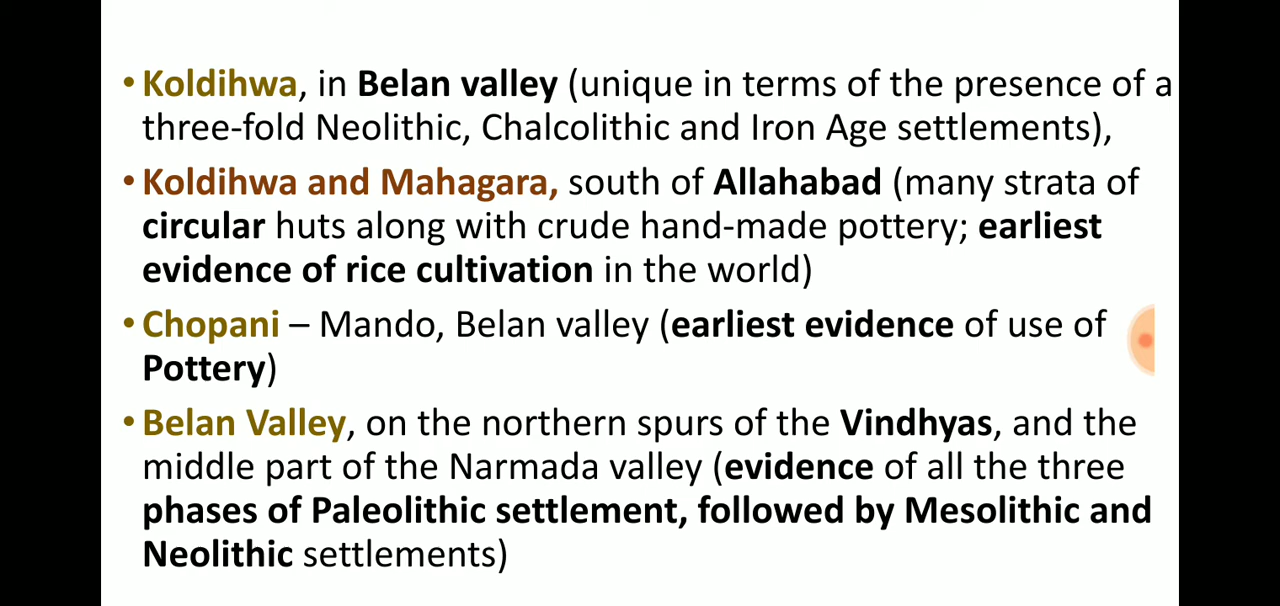 • Koldihwa, in Belan valley (unique in terms of the presence of a
three-fold Neolithic, Chalcolithic and Iron Age settlements),
• Koldihwa and Mahagara, south of Allahabad (many strata of
circular huts along with crude hand-made pottery; earliest
evidence of rice cultivation in the world)
• Chopani – Mando, Belan valley (earliest evidence of use of
Pottery)
• Belan Valley, on the northern spurs of the Vindhyas, and the
middle part of the Narmada valley (evidence of all the three
phases of Paleolithic settlement, followed by Mesolithic and
Neolithic settlements)